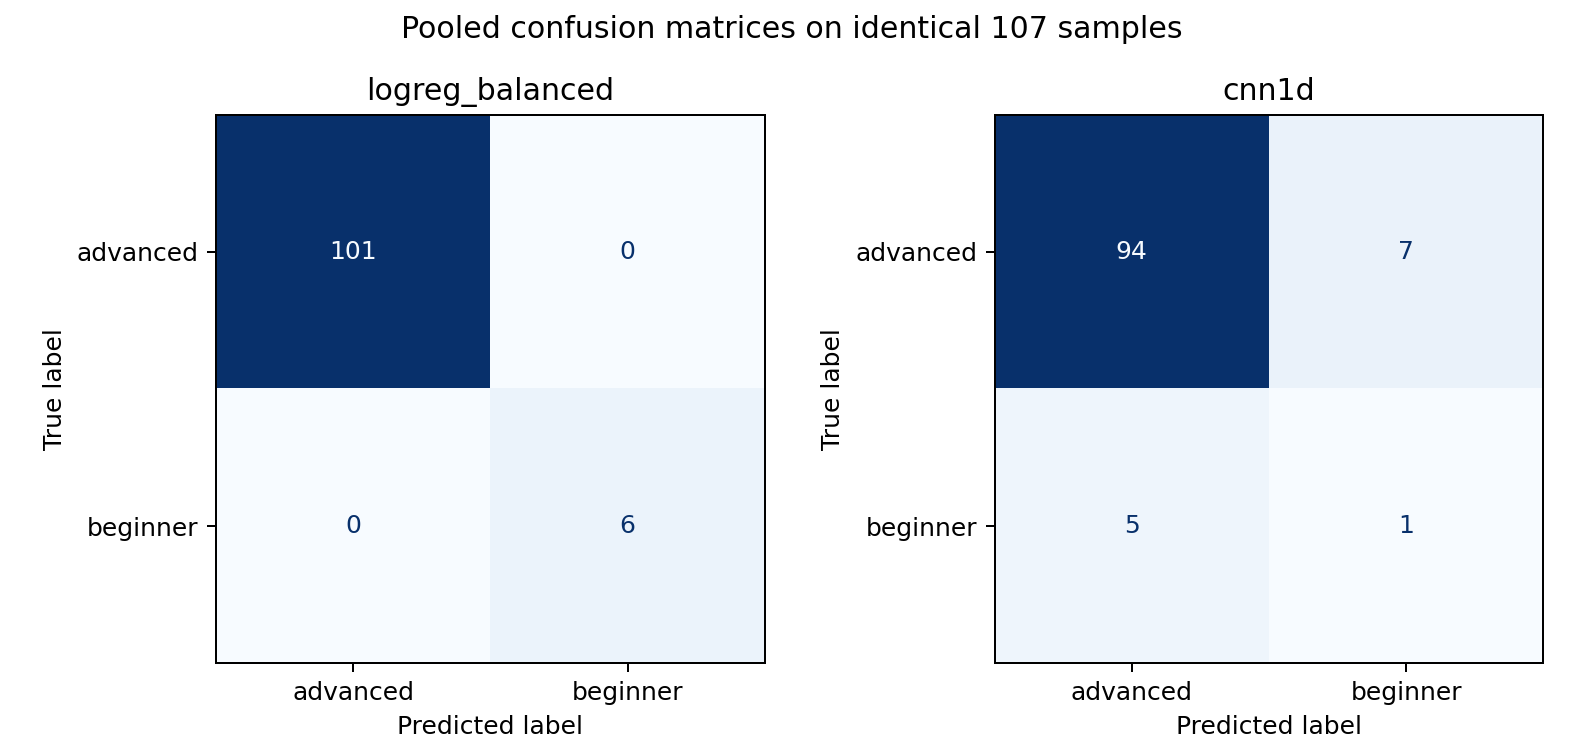 Pooled confusion matrices on identical 107 samples
logreg_balanced
True label
advanced
101
0
beginner
0
6
advanced
beginner
Predicted label
cnn1d
True label
advanced
94
7
beginner
5
1
advanced
beginner
Predicted label